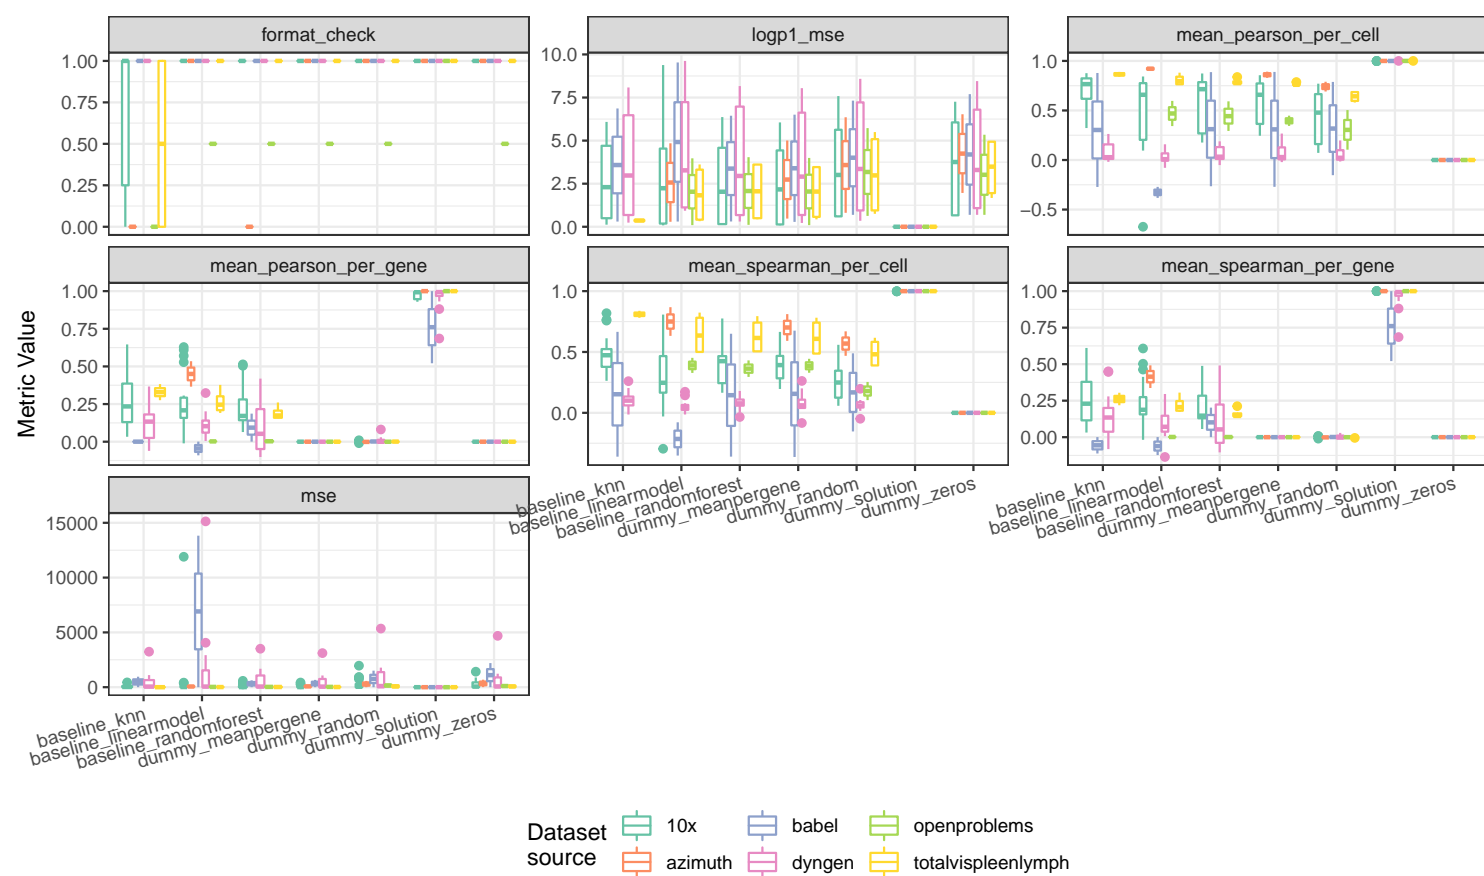 format_check
logp1_mse
mean_pearson_per_cell
1.00
0.75
0.50
0.25
0.00
10.0
7.5
5.0
2.5
0.0
1.0
0.5
0.0
−0.5
mean_pearson_per_gene
mean_spearman_per_cell
mean_spearman_per_gene
1.00
0.75
0.50
0.25
0.00
1.0
0.5
0.0
1.00
0.75
0.50
0.25
0.00
Metric Value
baseline_knn
baseline_linearmodel
baseline_randomforest
dummy_meanpergene
dummy_random
dummy_solution
dummy_zeros
baseline_knn
baseline_linearmodel
baseline_randomforest
dummy_meanpergene
dummy_random
dummy_solution
dummy_zeros
mse
15000
10000
5000
0
baseline_knn
baseline_linearmodel
baseline_randomforest
dummy_meanpergene
dummy_random
dummy_solution
dummy_zeros
Dataset
source
10x
babel
openproblems
azimuth
dyngen
totalvispleenlymph